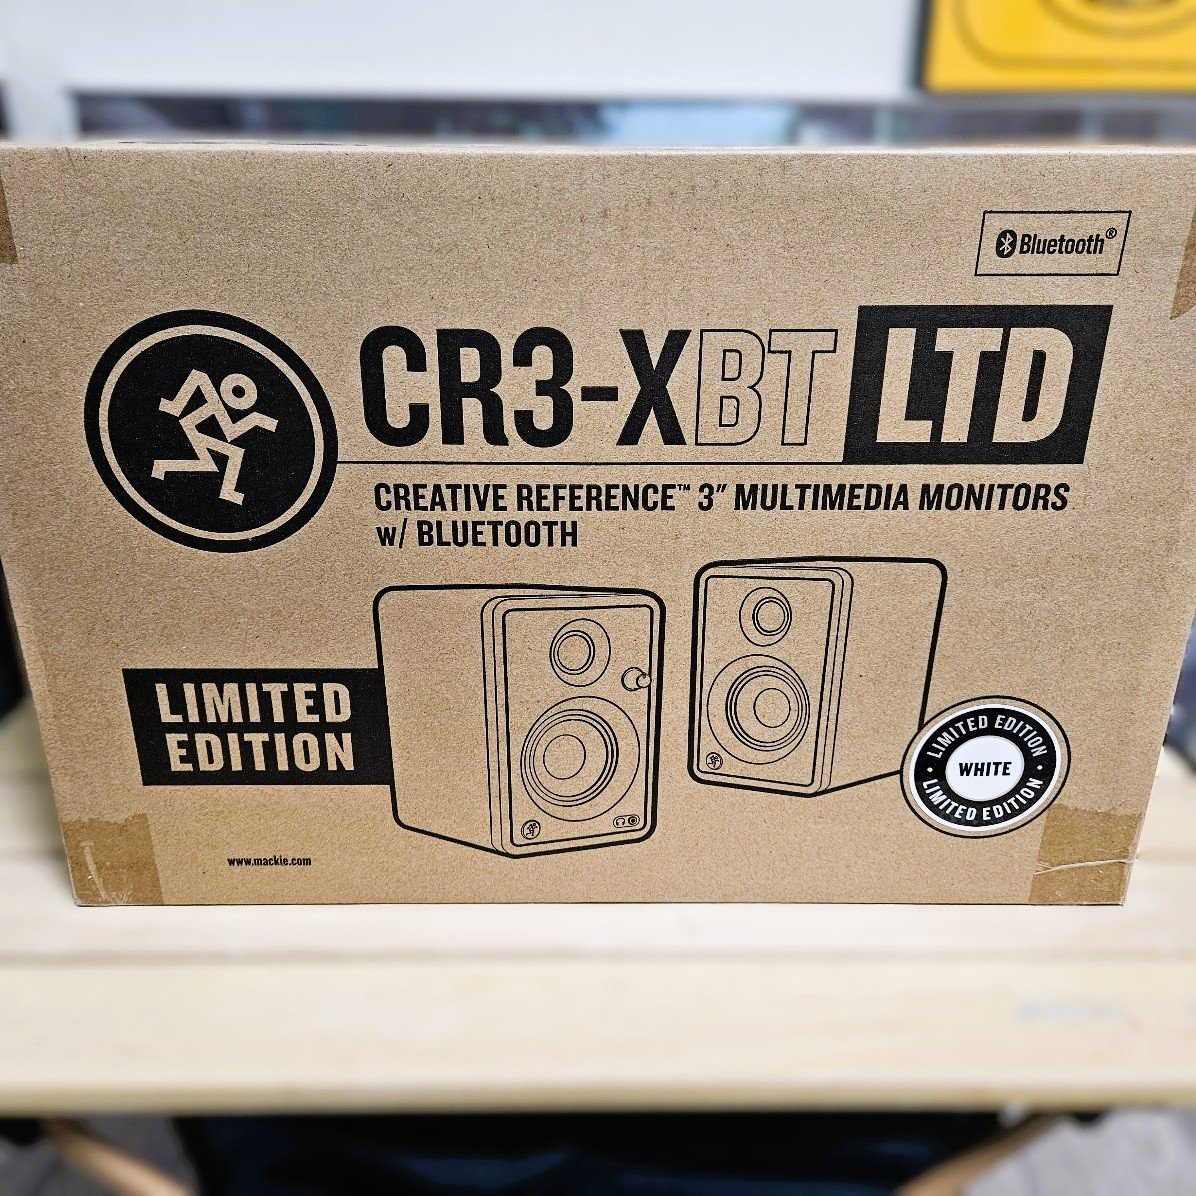 Bluetooth®
CR3-XBT LTD
CREATIVE REFERENCE™ 3" MULTIMEDIA MONITORS
w/ BLUETOOTH
LIMITED
EDITION
LIMITED EDITION
WHITE
LIMITED EDITION
www.mackie.com